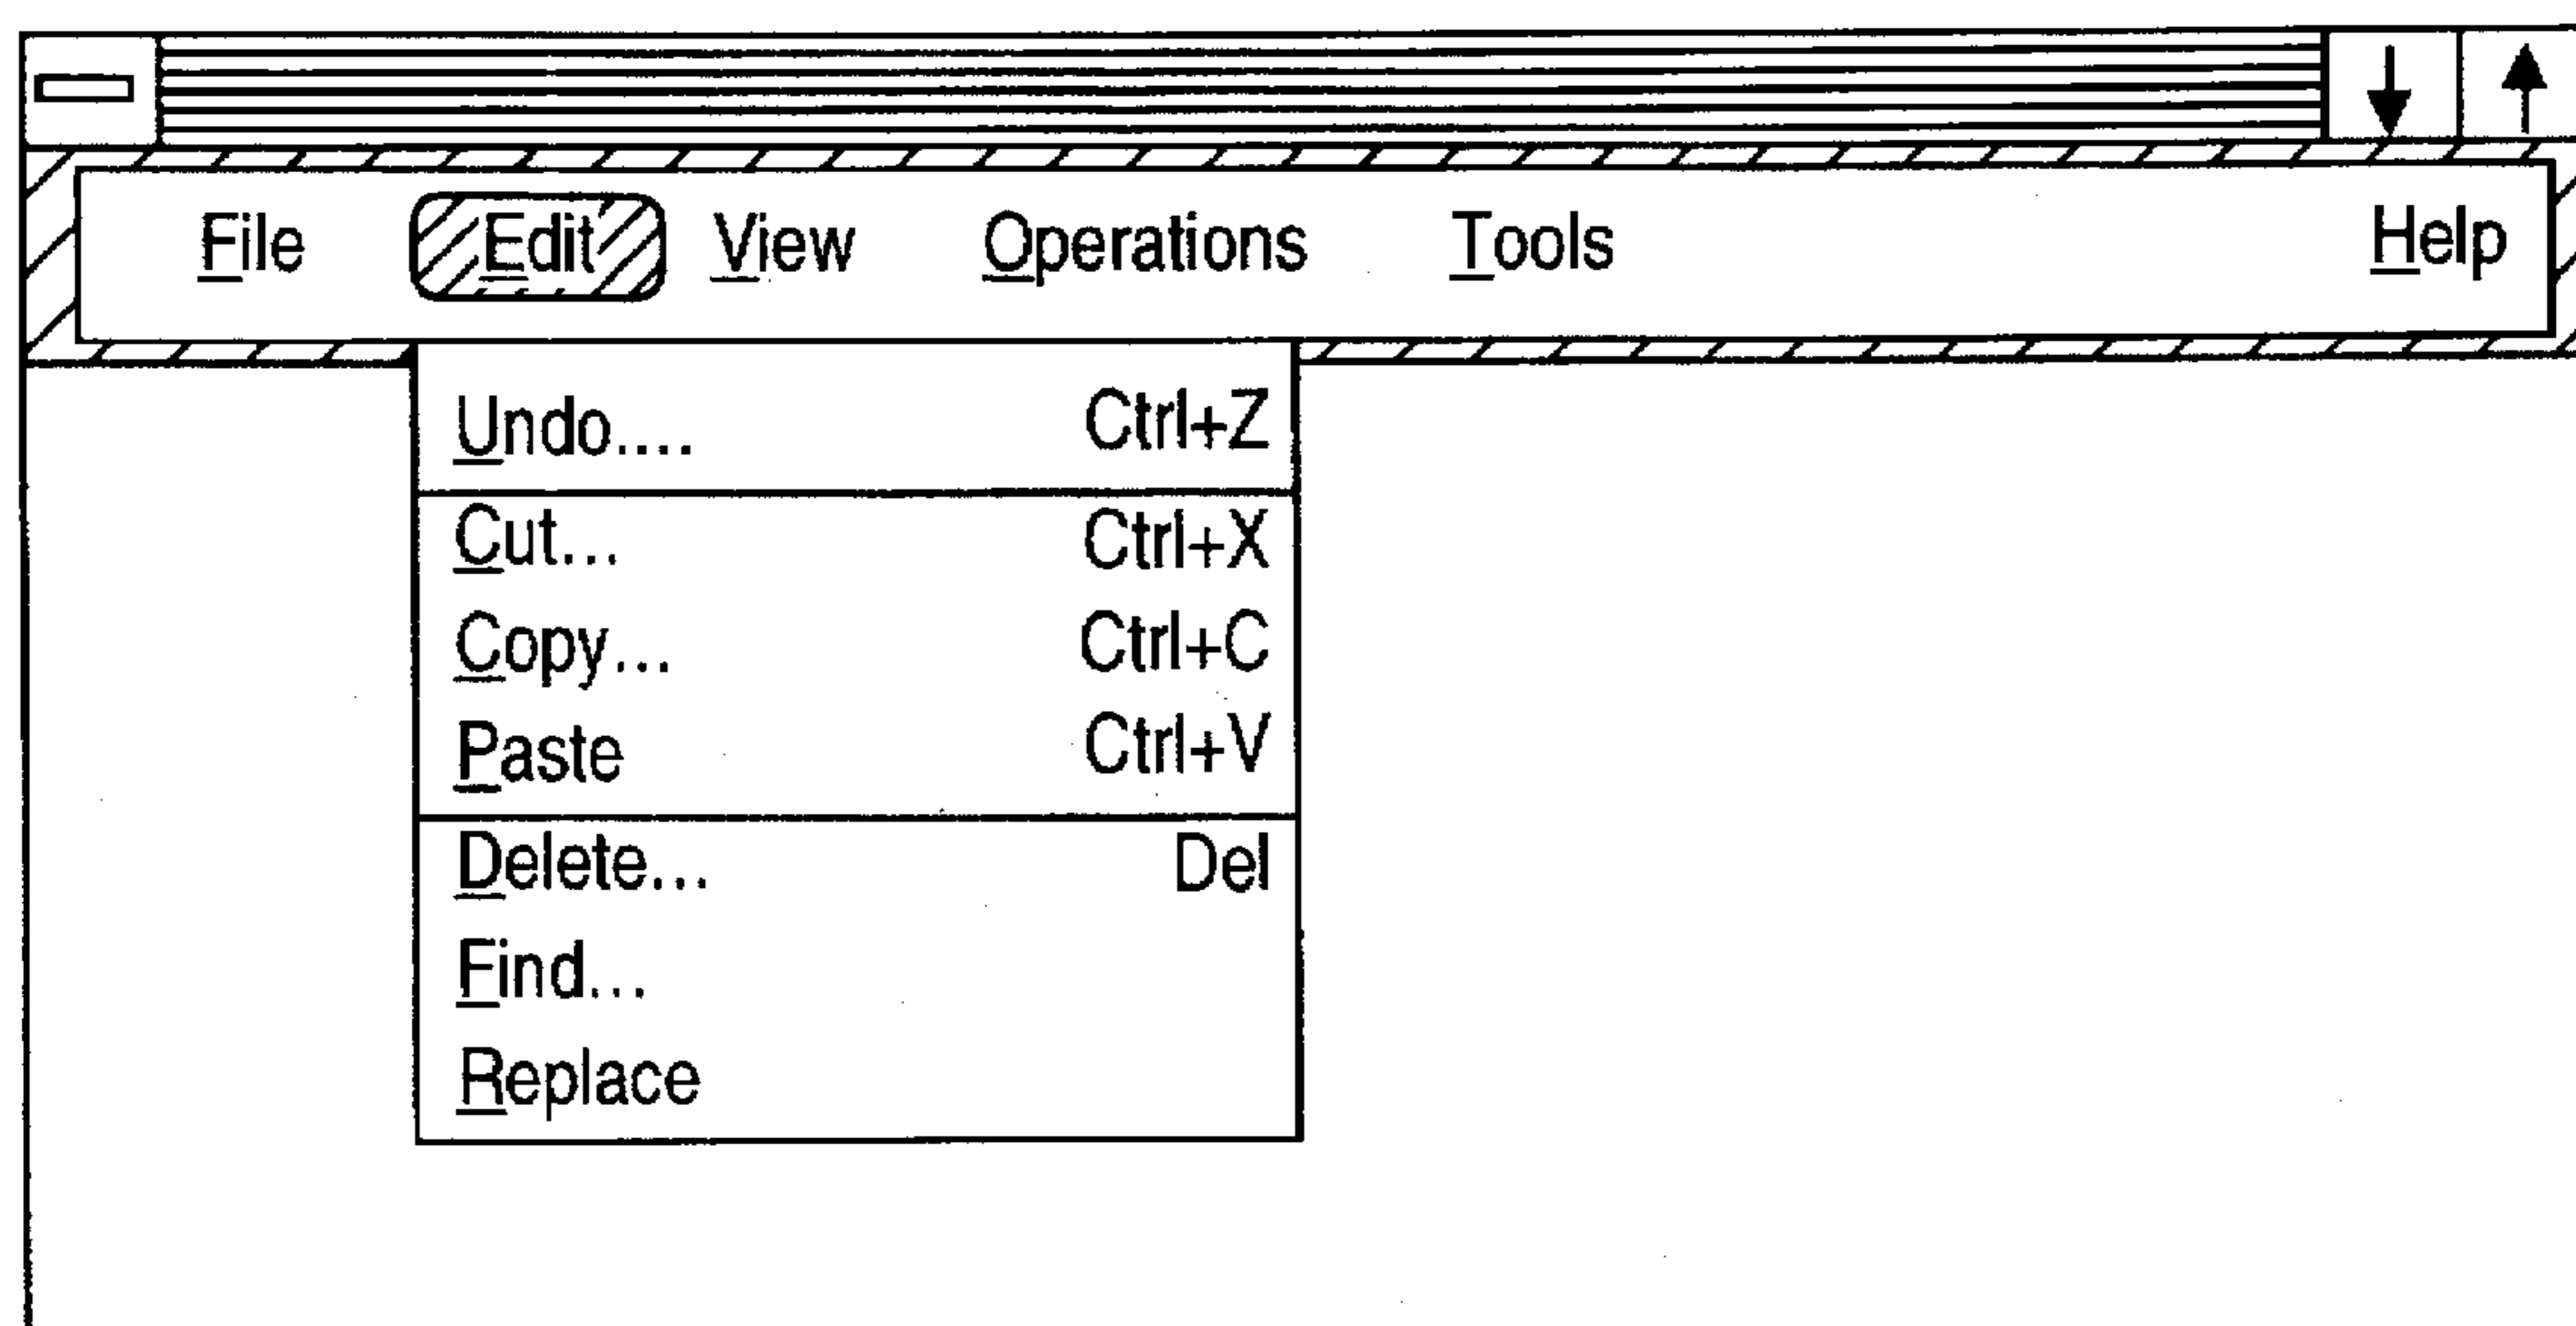 File Edit View Operations Tools Help
Undo.... Ctrl+Z
Cut... Ctrl+X
Copy... Ctrl+C
Paste Ctrl+V
Delete... Del
Find...
Replace